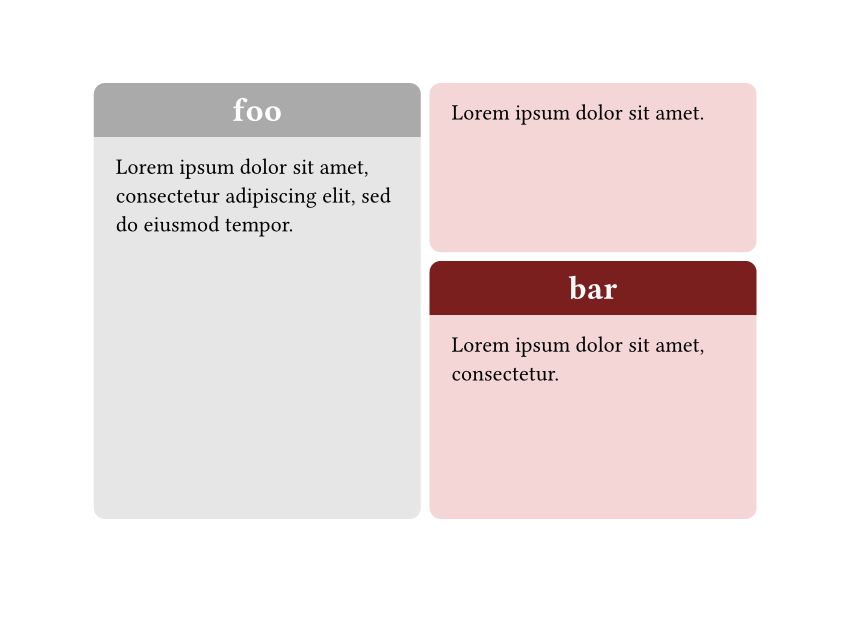 foo
Lorem ipsum dolor sit amet,
consectetur adipiscing elit, sed
do eiusmod tempor.
Lorem ipsum dolor sit amet.
bar
Lorem ipsum dolor sit amet,
consectetur.